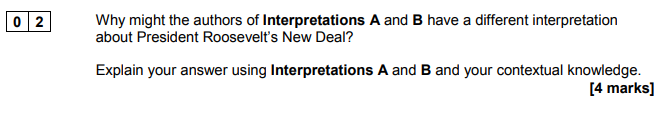 0 2 Why might the authors of Interpretations A and B have a different interpretation
about President Roosevelt's New Deal?
Explain your answer using Interpretations A and B and your contextual knowledge.
[4 marks]